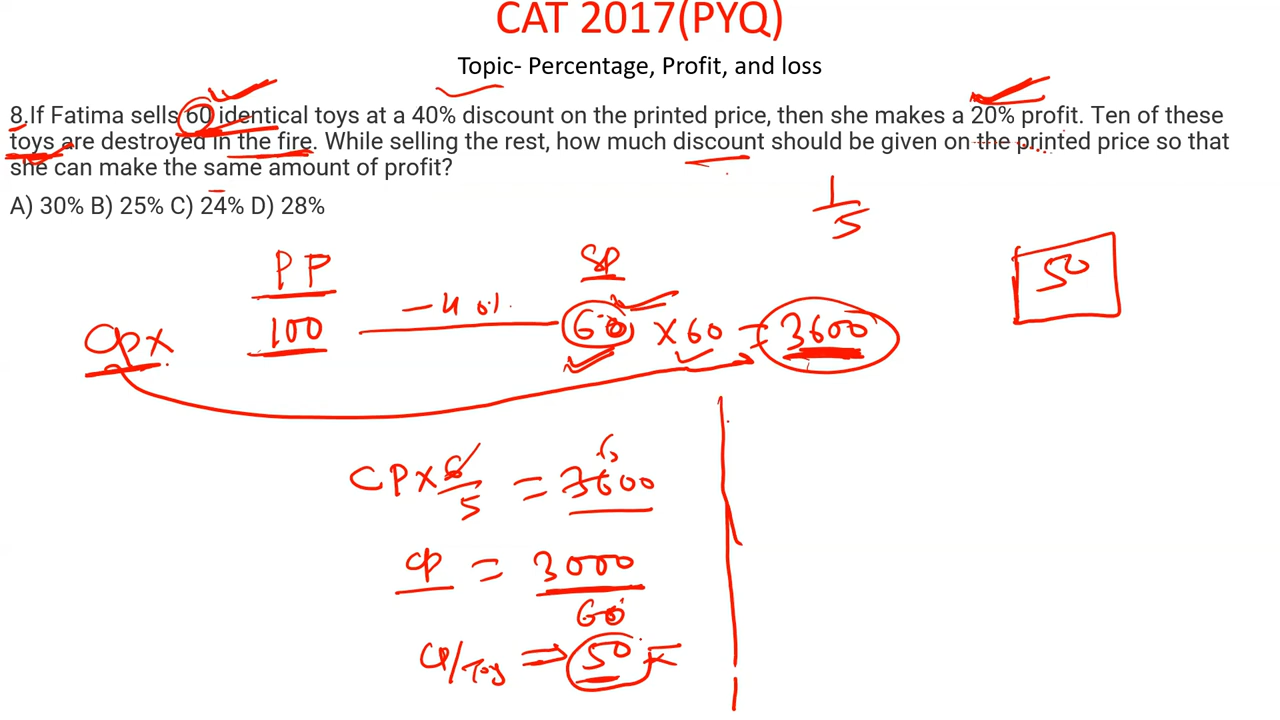 CAT 2017(PYQ)
Topic- Percentage, Profit, and loss
8.If Fatima sells 60 identical toys at a 40% discount on the printed price, then she makes a 20% profit. Ten of these
toys are destroyed in the fire. While selling the rest, how much discount should be given on the printed price so that
she can make the same amount of profit?
A) 30% B) 25% C) 24% D) 28%
1/5
PP SP
50
CPX 100 -40% 60 X 60 = 3600
CP X 6/5 = 3600
6
CP = 3000
60
CP/Toy ⇒ 50